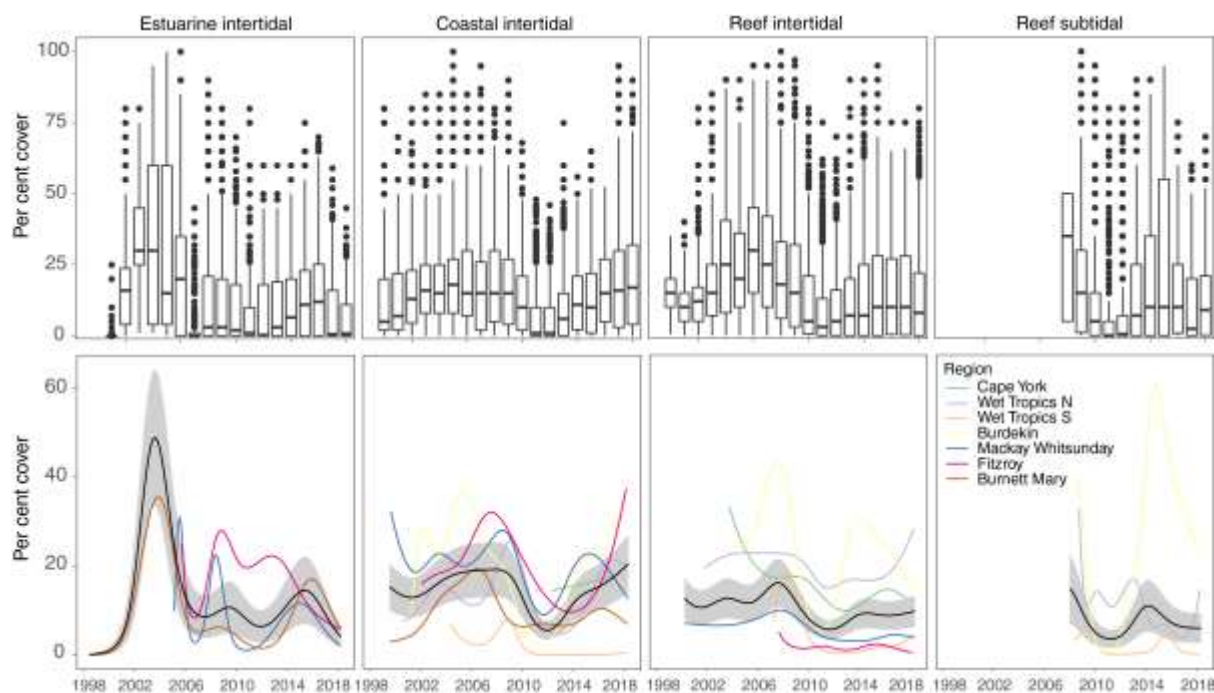 Estuarine intertidal Coastal intertidal Reef intertidal Reef subtidal
Per cent cover
100
75
50
25
0
Per cent cover
60
40
20
0
Region
Cape York
Wet Tropics N
Wet Tropics S
Burdekin
Mackay Whitsunday
Fitzroy
Burnett Mary
1998 2002 2006 2010 2014 2018 1998 2002 2006 2010 2014 2018 1998 2002 2006 2010 2014 2018 1998 2002 2006 2010 2014 2018